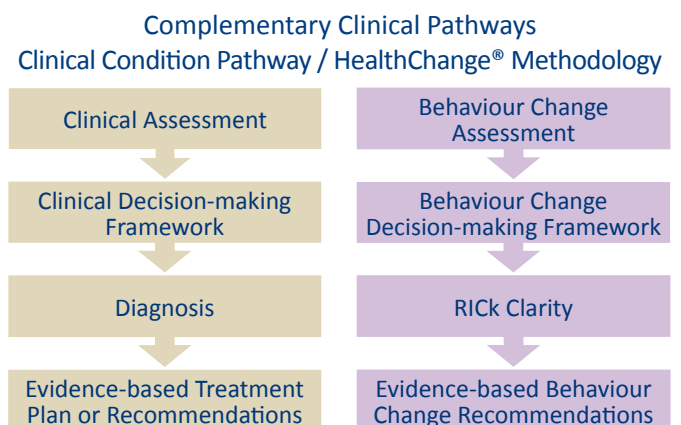 Complementary Clinical Pathways
Clinical Condition Pathway / HealthChange® Methodology
Clinical Assessment
Behaviour Change
Assessment
Clinical Decision-making
Framework
Behaviour Change
Decision-making Framework
Diagnosis
RICk Clarity
Evidence-based Treatment
Plan or Recommendations
Evidence-based Behaviour
Change Recommendations